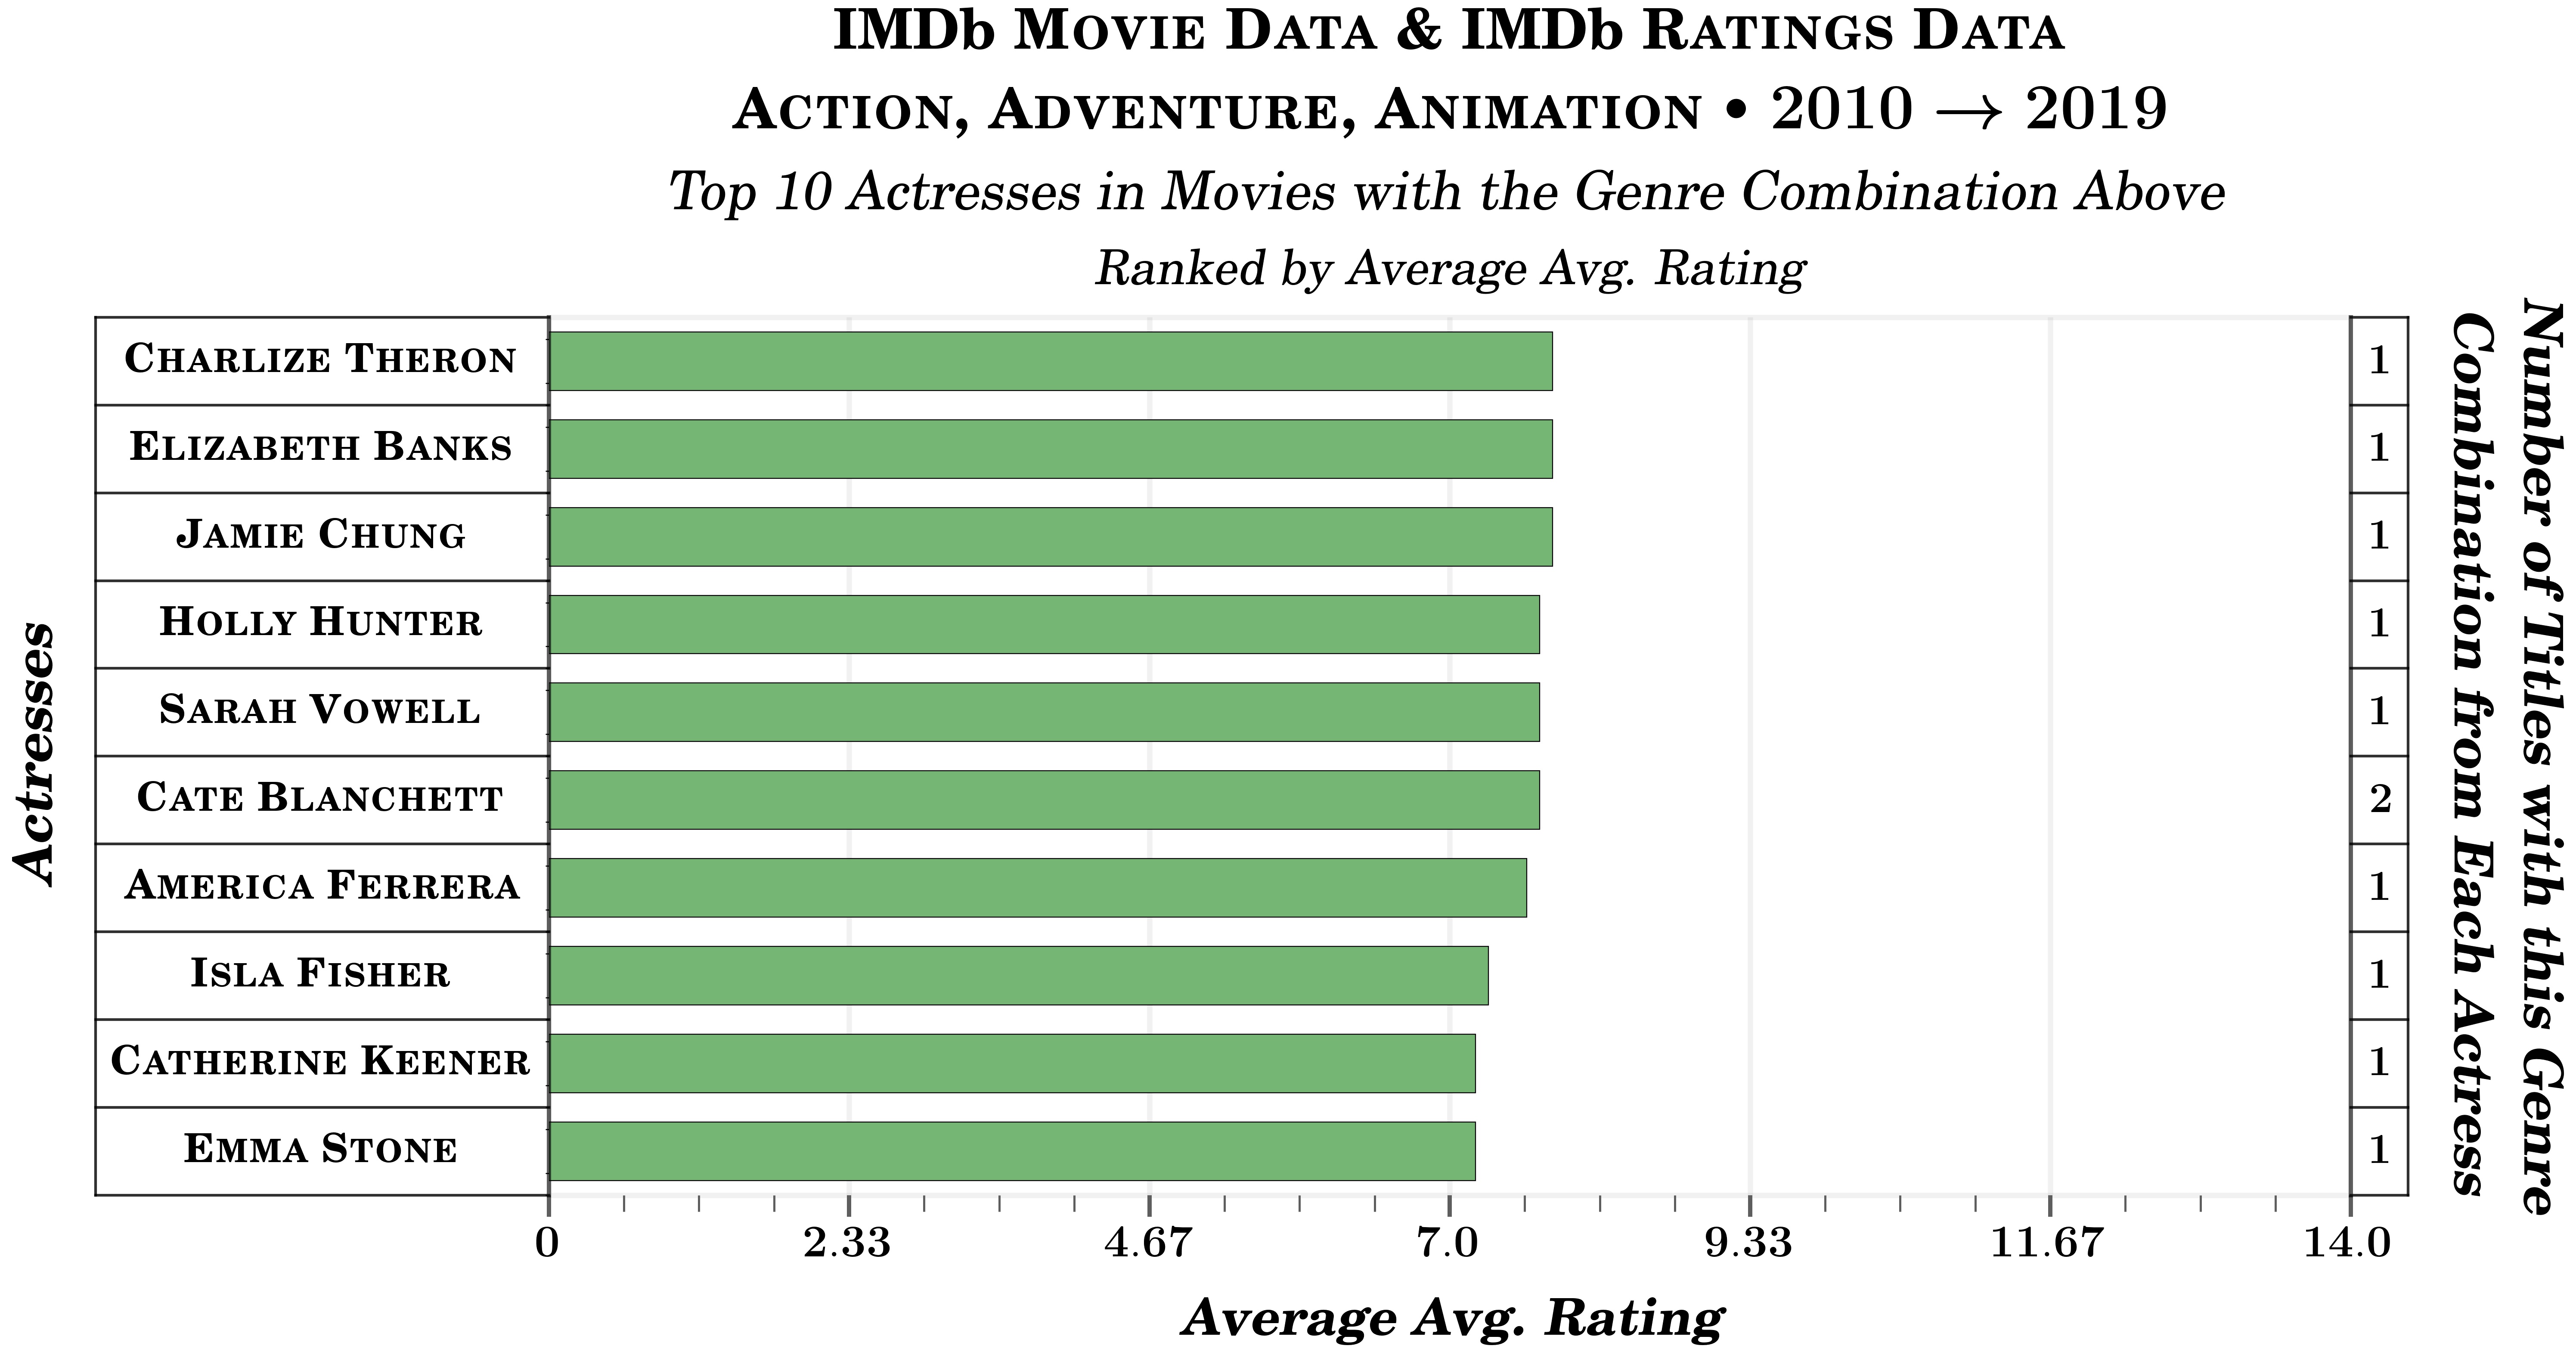 IMDb Movie Data & IMDb Ratings Data
Action, Adventure, Animation • 2010 → 2019
Top 10 Actresses in Movies with the Genre Combination Above
Ranked by Average Avg. Rating
Actresses
Charlize Theron 1
Elizabeth Banks 1
Jamie Chung 1
Holly Hunter 1
Sarah Vowell 1
Cate Blanchett 2
America Ferrera 1
Isla Fisher 1
Catherine Keener 1
Emma Stone 1
Number of Titles with this Genre
Combination from Each Actress
0 2.33 4.67 7.0 9.33 11.67 14.0
Average Avg. Rating